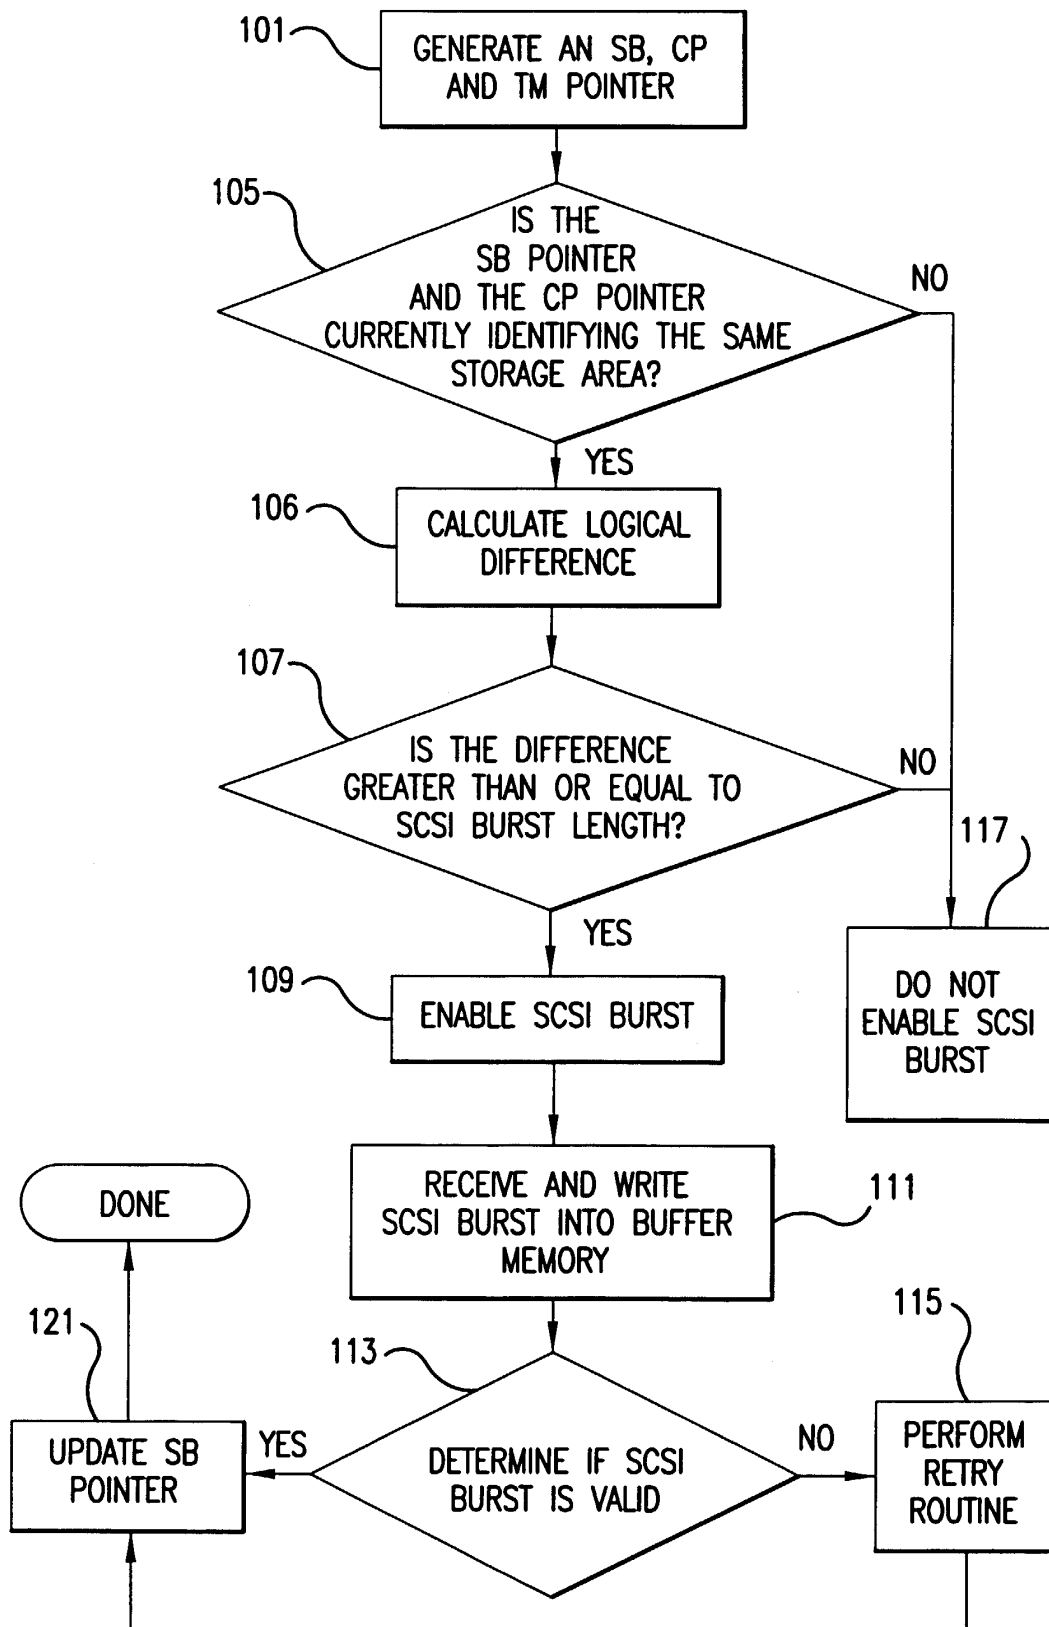 101
GENERATE AN SB, CP
AND TM POINTER
105
IS THE
SB POINTER
AND THE CP POINTER
CURRENTLY IDENTIFYING THE SAME
STORAGE AREA?
NO
YES
106
CALCULATE LOGICAL
DIFFERENCE
107
IS THE DIFFERENCE
GREATER THAN OR EQUAL TO
SCSI BURST LENGTH?
NO
YES
117
DO NOT
ENABLE SCSI
BURST
109
ENABLE SCSI BURST
RECEIVE AND WRITE
SCSI BURST INTO BUFFER
MEMORY
111
DONE
121
UPDATE SB
POINTER
YES
113
DETERMINE IF SCSI
BURST IS VALID
NO
115
PERFORM
RETRY
ROUTINE